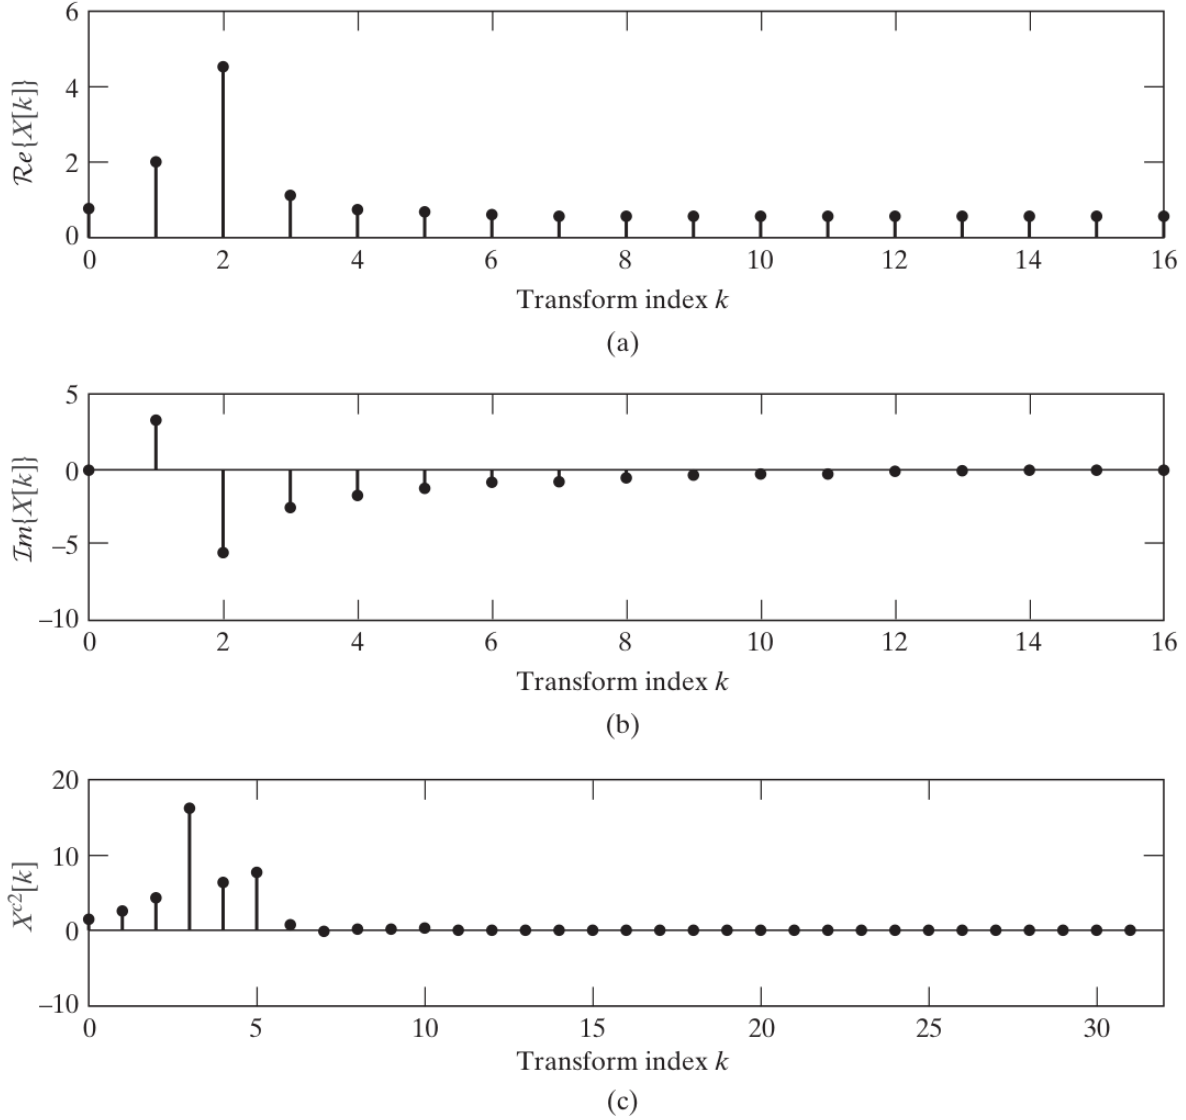 6
4
2
0
ℛe{X[k]}
0 2 4 6 8 10 12 14 16
Transform index k
(a)
5
0
–5
–10
ℐm{X[k]}
0 2 4 6 8 10 12 14 16
Transform index k
(b)
20
10
0
–10
X^{c2}[k]
0 5 10 15 20 25 30
Transform index k
(c)